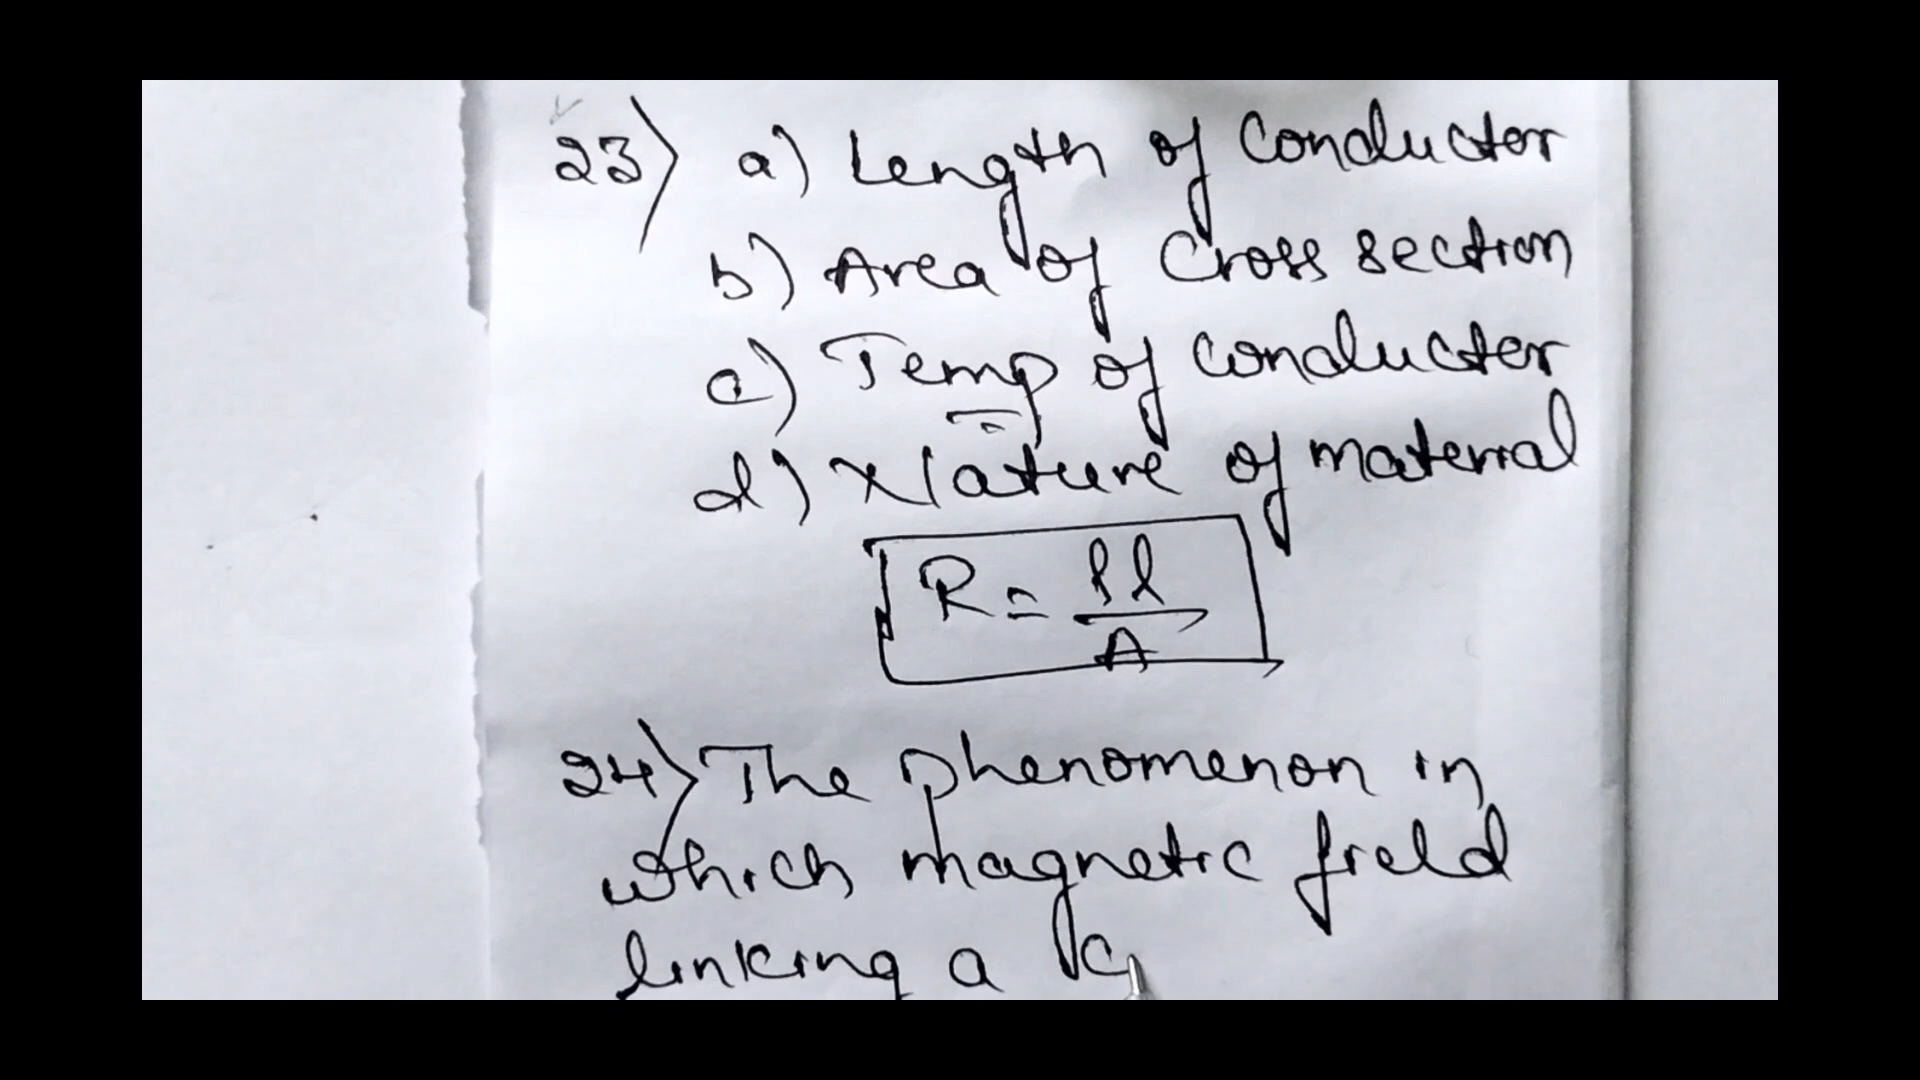 23) a) Length of conductor
b) Area of cross section
c) Temp of conductor
d) Nature of material
R = ρl/A
24) The phenomenon in
which magnetic field
linking a c